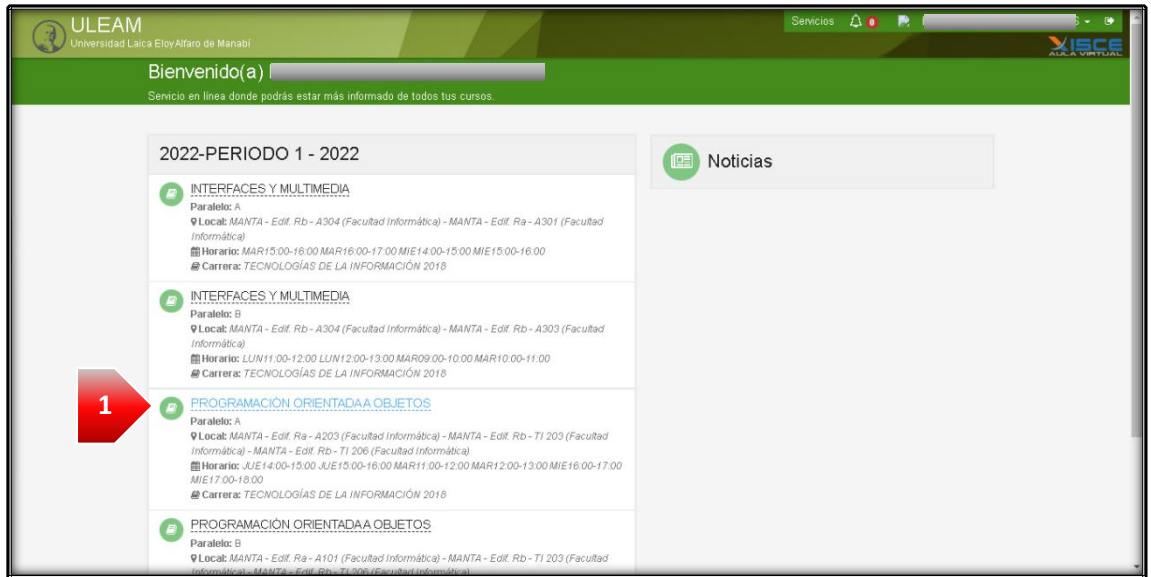 ULEAM
Universidad Laica Eloy Alfaro de Manabí
Servicios 0
XISCE
AULA VIRTUAL
Bienvenido(a)
Servicio en línea donde podrás estar más informado de todos tus cursos.
2022-PERIODO 1 - 2022
Noticias
INTERFACES Y MULTIMEDIA
Paralelo: A
Local: MANTA - Edif. Rb - A304 (Facultad Informática) - MANTA - Edif. Ra - A301 (Facultad
Informática)
Horario: MAR15:00-16:00 MAR16:00-17:00 MIE14:00-15:00 MIE15:00-16:00
Carrera: TECNOLOGÍAS DE LA INFORMACIÓN 2018
INTERFACES Y MULTIMEDIA
Paralelo: B
Local: MANTA - Edif. Rb - A304 (Facultad Informática) - MANTA - Edif. Rb - A303 (Facultad
Informática)
Horario: LUN11:00-12:00 LUN12:00-13:00 MAR09:00-10:00 MAR10:00-11:00
Carrera: TECNOLOGÍAS DE LA INFORMACIÓN 2018
1
PROGRAMACIÓN ORIENTADA A OBJETOS
Paralelo: A
Local: MANTA - Edif. Ra - A203 (Facultad Informática) - MANTA - Edif. Rb - TI 203 (Facultad
Informática) - MANTA - Edif. Rb - TI 206 (Facultad Informática)
Horario: JUE14:00-15:00 JUE15:00-16:00 MAR11:00-12:00 MAR12:00-13:00 MIE16:00-17:00
MIE17:00-18:00
Carrera: TECNOLOGÍAS DE LA INFORMACIÓN 2018
PROGRAMACIÓN ORIENTADA A OBJETOS
Paralelo: B
Local: MANTA - Edif. Ra - A101 (Facultad Informática) - MANTA - Edif. Rb - TI 203 (Facultad
Informática) - MANTA - Edif. Rb - TI 206 (Facultad Informática)